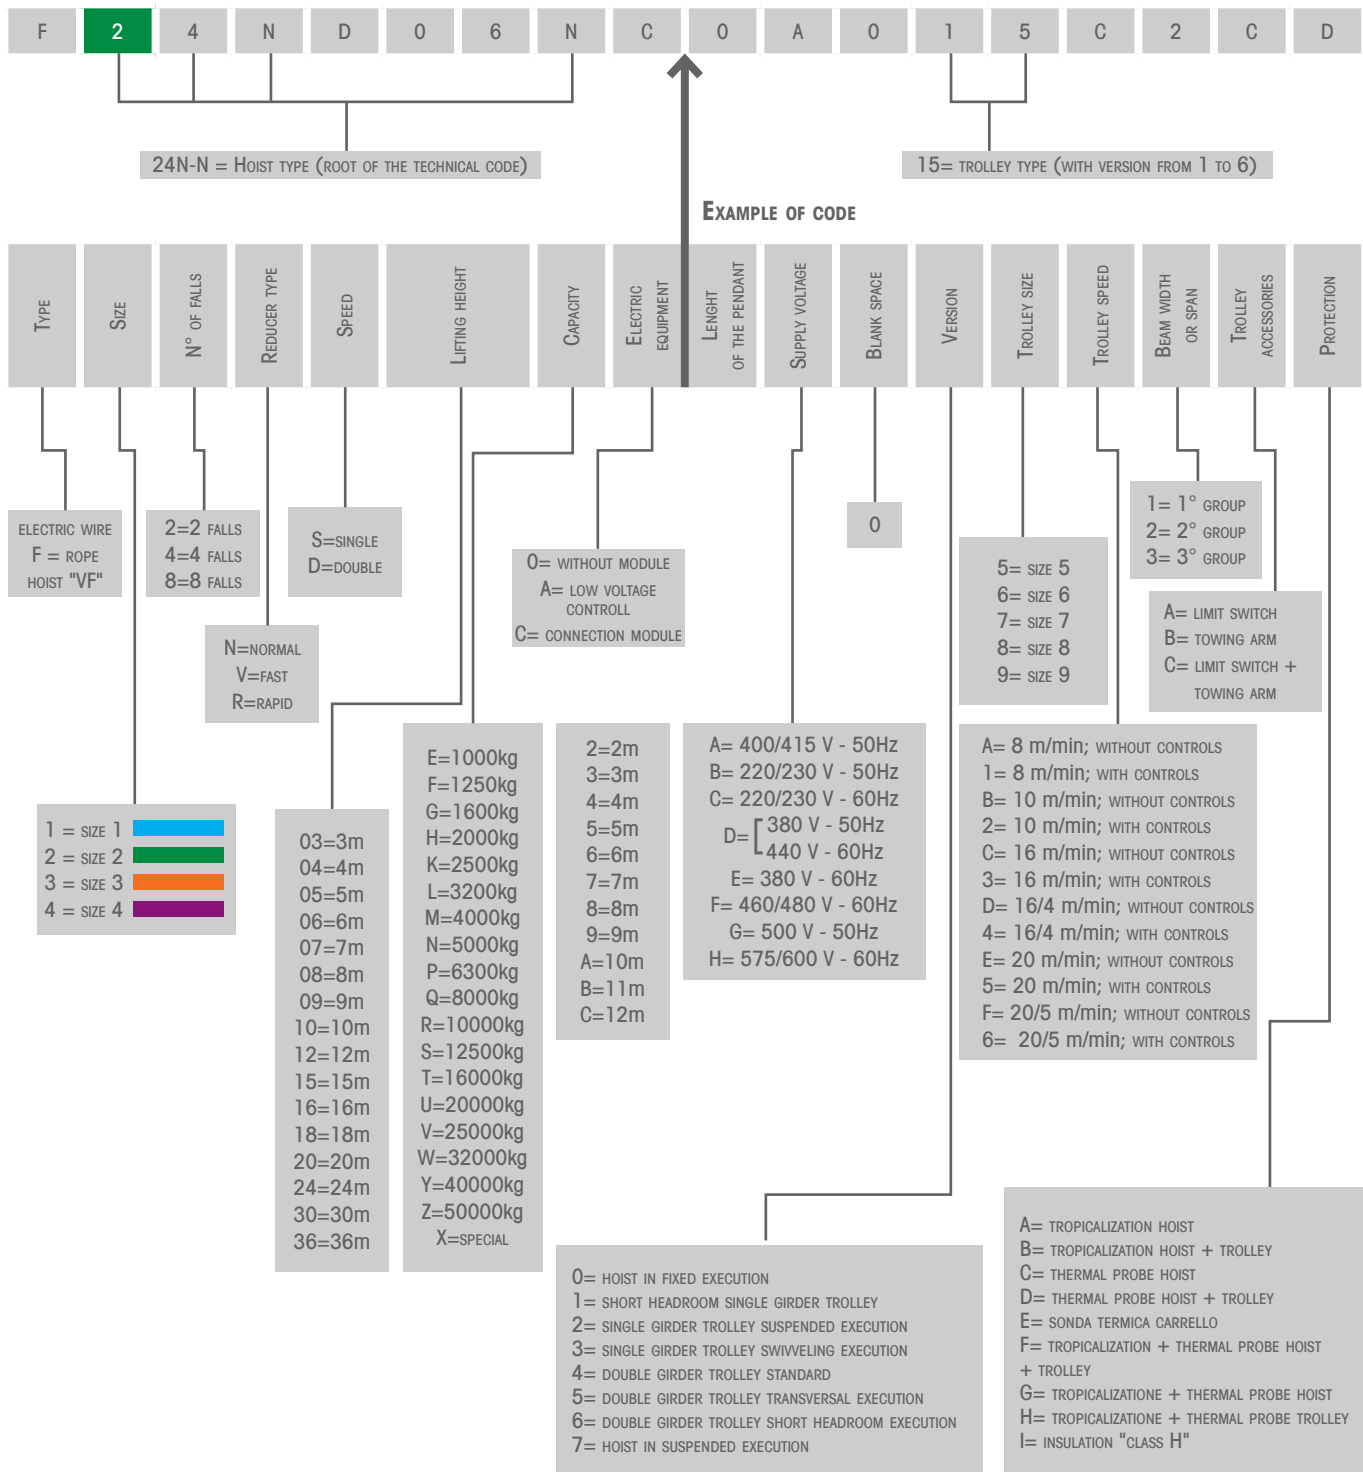 F 2 4 N D 0 6 N C 0 A 0 1 5 C 2 C D
24N-N = Hoist type (root of the technical code)
15= trolley type (with version from 1 to 6)
Example of code
Type
Size
N° of falls
Reducer type
Speed
Lifting height
Capacity
Electric
equipment
Lenght
of the pendant
Supply voltage
Blank space
Version
Trolley size
Trolley speed
Beam width
or span
Trolley
accessories
Protection
electric wire
F = rope
hoist "VF"
2=2 falls
4=4 falls
8=8 falls
S=single
D=double
N=normal
V=fast
R=rapid
0= without module
A= low voltage
controll
C= connection module
0
5= size 5
6= size 6
7= size 7
8= size 8
9= size 9
1= 1° group
2= 2° group
3= 3° group
A= limit switch
B= towing arm
C= limit switch +
towing arm
1 = size 1
2 = size 2
3 = size 3
4 = size 4
03=3m
04=4m
05=5m
06=6m
07=7m
08=8m
09=9m
10=10m
12=12m
15=15m
16=16m
18=18m
20=20m
24=24m
30=30m
36=36m
E=1000kg
F=1250kg
G=1600kg
H=2000kg
K=2500kg
L=3200kg
M=4000kg
N=5000kg
P=6300kg
Q=8000kg
R=10000kg
S=12500kg
T=16000kg
U=20000kg
V=25000kg
W=32000kg
Y=40000kg
Z=50000kg
X=special
2=2m
3=3m
4=4m
5=5m
6=6m
7=7m
8=8m
9=9m
A=10m
B=11m
C=12m
A= 400/415 V - 50Hz
B= 220/230 V - 50Hz
C= 220/230 V - 60Hz
D= 380 V - 50Hz
440 V - 60Hz
E= 380 V - 60Hz
F= 460/480 V - 60Hz
G= 500 V - 50Hz
H= 575/600 V - 60Hz
A= 8 m/min; without controls
1= 8 m/min; with controls
B= 10 m/min; without controls
2= 10 m/min; with controls
C= 16 m/min; without controls
3= 16 m/min; with controls
D= 16/4 m/min; without controls
4= 16/4 m/min; with controls
E= 20 m/min; without controls
5= 20 m/min; with controls
F= 20/5 m/min; without controls
6= 20/5 m/min; with controls
0= hoist in fixed execution
1= short headroom single girder trolley
2= single girder trolley suspended execution
3= single girder trolley swivveling execution
4= double girder trolley standard
5= double girder trolley transversal execution
6= double girder trolley short headroom execution
7= hoist in suspended execution
A= tropicalization hoist
B= tropicalization hoist + trolley
C= thermal probe hoist
D= thermal probe hoist + trolley
E= sonda termica carrello
F= tropicalization + thermal probe hoist
+ trolley
G= tropicalizatione + thermal probe hoist
H= tropicalizatione + thermal probe trolley
I= insulation "class H"